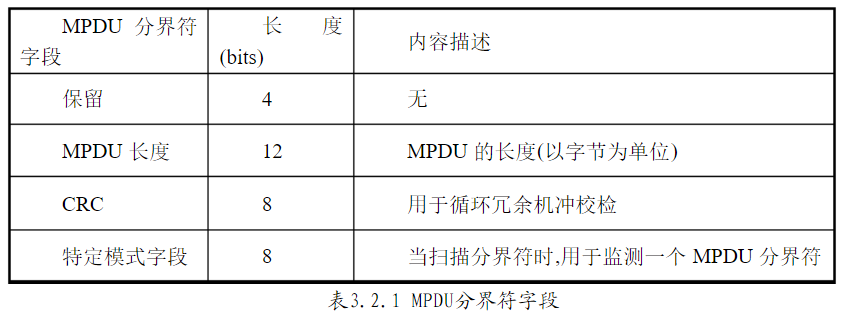 MPDU 分界符 长 度 内容描述
字段 (bits)
保留 4 无
MPDU 长度 12 MPDU 的长度(以字节为单位)
CRC 8 用于循环冗余机冲校检
特定模式字段 8 当扫描分界符时,用于监测一个 MPDU 分界符
表3.2.1 MPDU分界符字段